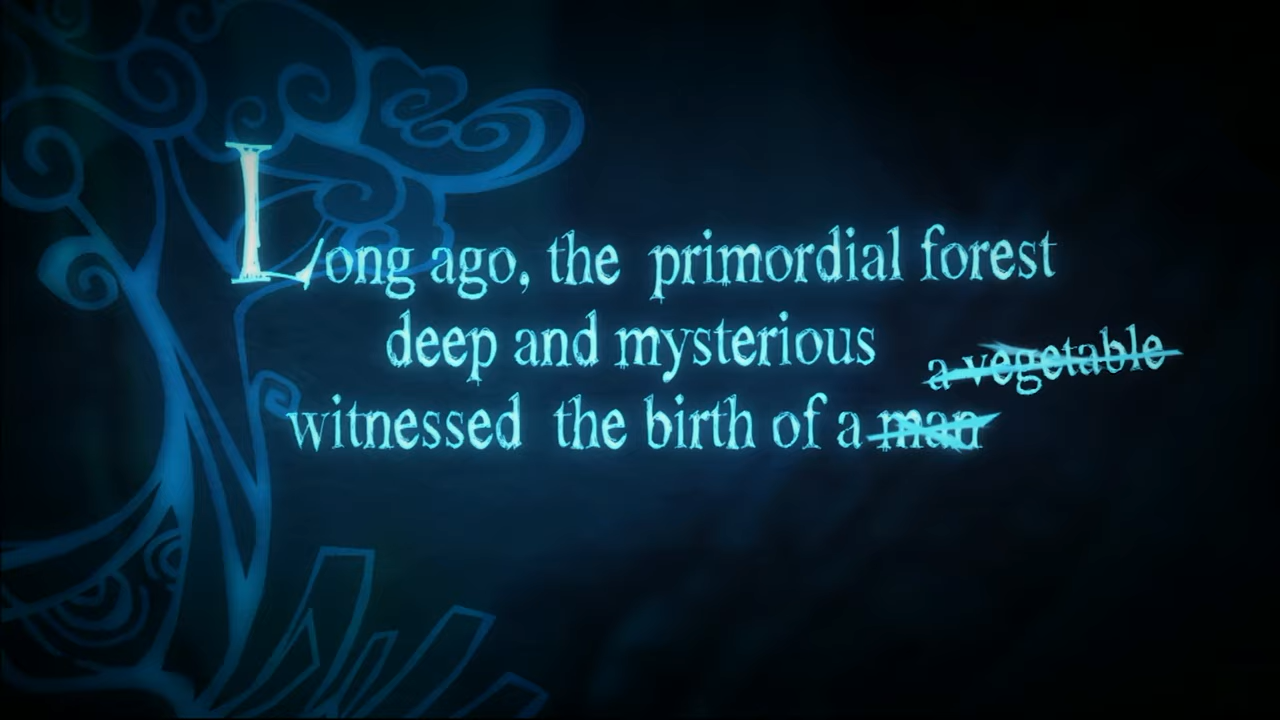 Long ago, the primordial forest
deep and mysterious
a vegetable
witnessed the birth of a man